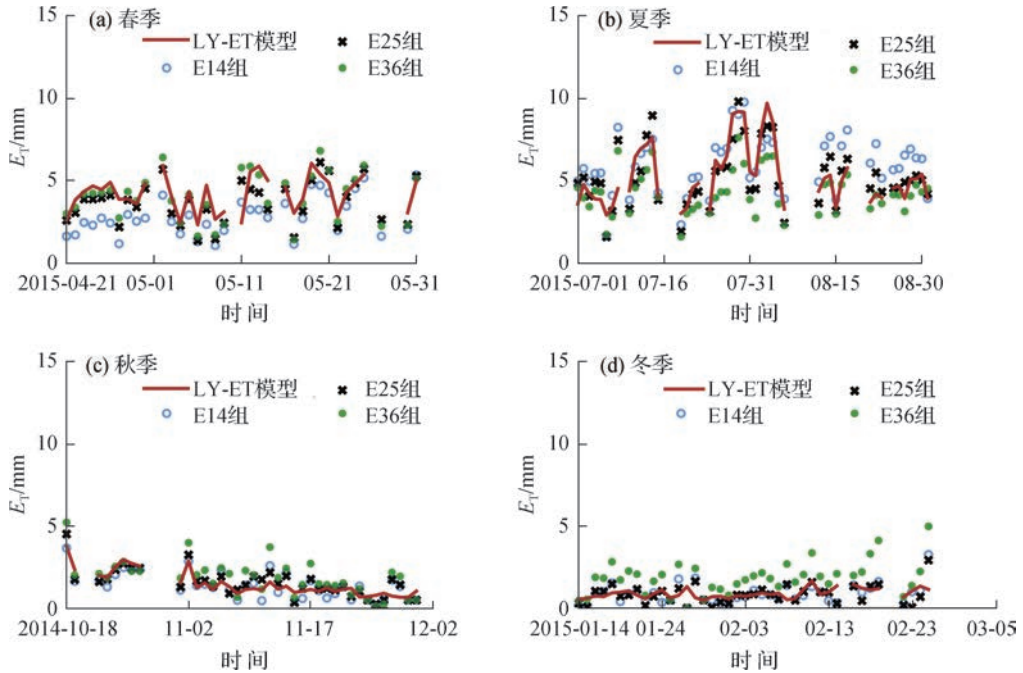 (a) 春季
LY-ET模型
E25组
E14组
E36组
15
10
5
0
E_T/mm
2015-04-21
05-01
05-11
05-21
05-31
时间
(b) 夏季
LY-ET模型
E25组
E14组
E36组
15
10
5
0
E_T/mm
2015-07-01
07-16
07-31
08-15
08-30
时间
(c) 秋季
LY-ET模型
E25组
E14组
E36组
15
10
5
0
E_T/mm
2014-10-18
11-02
11-17
12-02
时间
(d) 冬季
LY-ET模型
E25组
E14组
E36组
15
10
5
0
E_T/mm
2015-01-14
01-24
02-03
02-13
02-23
03-05
时间